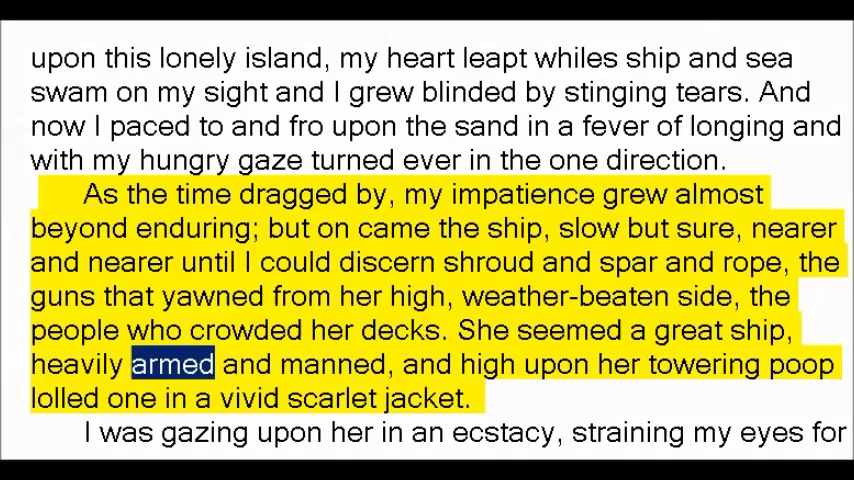 upon this lonely island, my heart leapt whiles ship and sea
swam on my sight and I grew blinded by stinging tears. And
now I paced to and fro upon the sand in a fever of longing and
with my hungry gaze turned ever in the one direction.
As the time dragged by, my impatience grew almost
beyond enduring; but on came the ship, slow but sure, nearer
and nearer until I could discern shroud and spar and rope, the
guns that yawned from her high, weather-beaten side, the
people who crowded her decks. She seemed a great ship,
heavily armed and manned, and high upon her towering poop
lolled one in a vivid scarlet jacket.
I was gazing upon her in an ecstacy, straining my eyes for